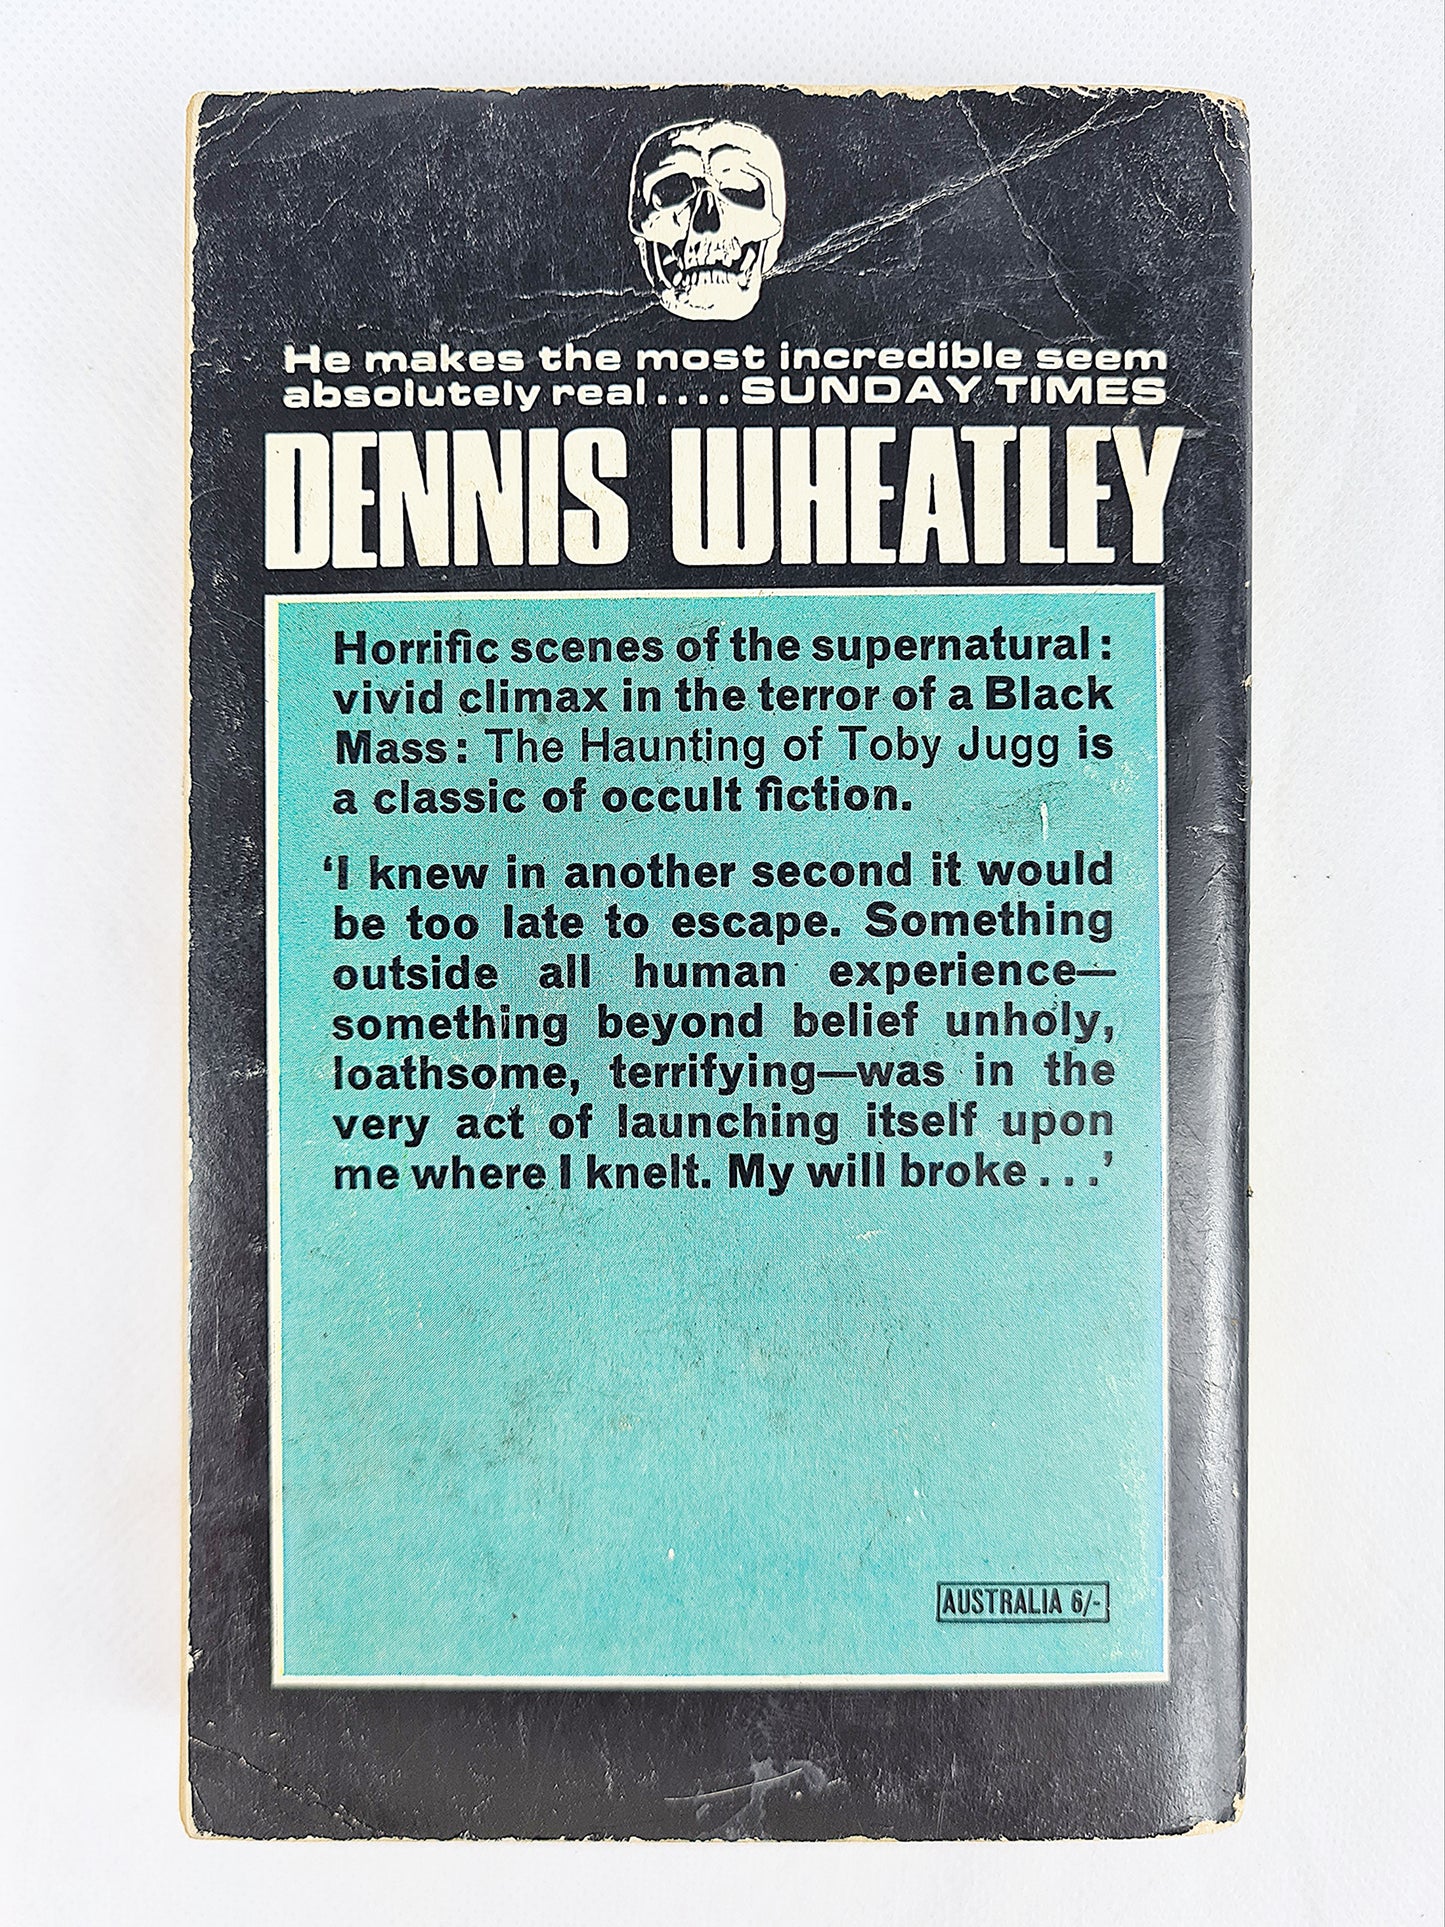 He makes the most incredible seem
absolutely real .... SUNDAY TIMES
DENNIS WHEATLEY
Horrific scenes of the supernatural:
vivid climax in the terror of a Black
Mass: The Haunting of Toby Jugg is
a classic of occult fiction.
‘I knew in another second it would
be too late to escape. Something
outside all human experience—
something beyond belief unholy,
loathsome, terrifying—was in the
very act of launching itself upon
me where I knelt. My will broke . . .’
AUSTRALIA 6/-